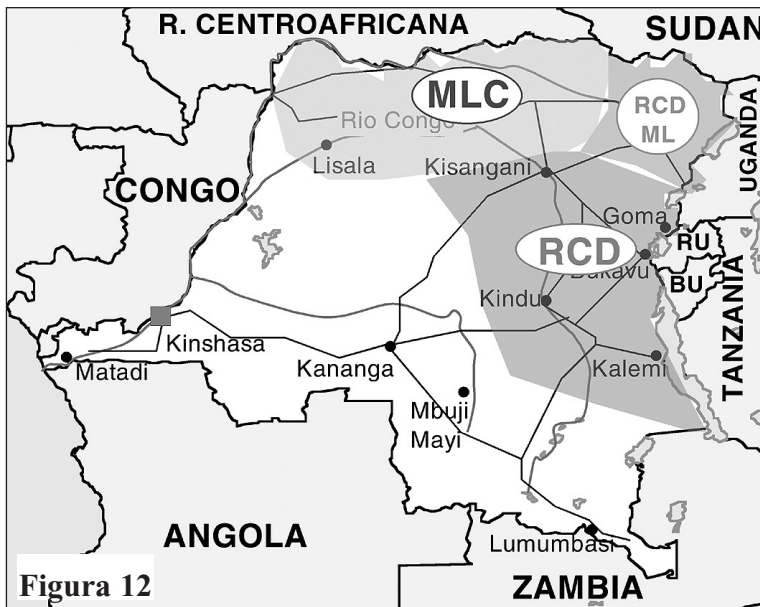 R. CENTROAFRICANA
SUDAN
MLC
RCD
ML
Rio Congo
UGANDA
Lisala
Kisangani
CONGO
Goma
RU
RCD
Bukavu
BU
Kindu
TANZANIA
Kinshasa
Kananga
Kalemi
Matadi
Mbuji
Mayi
ANGOLA
Lumumbasi
Figura 12
ZAMBIA